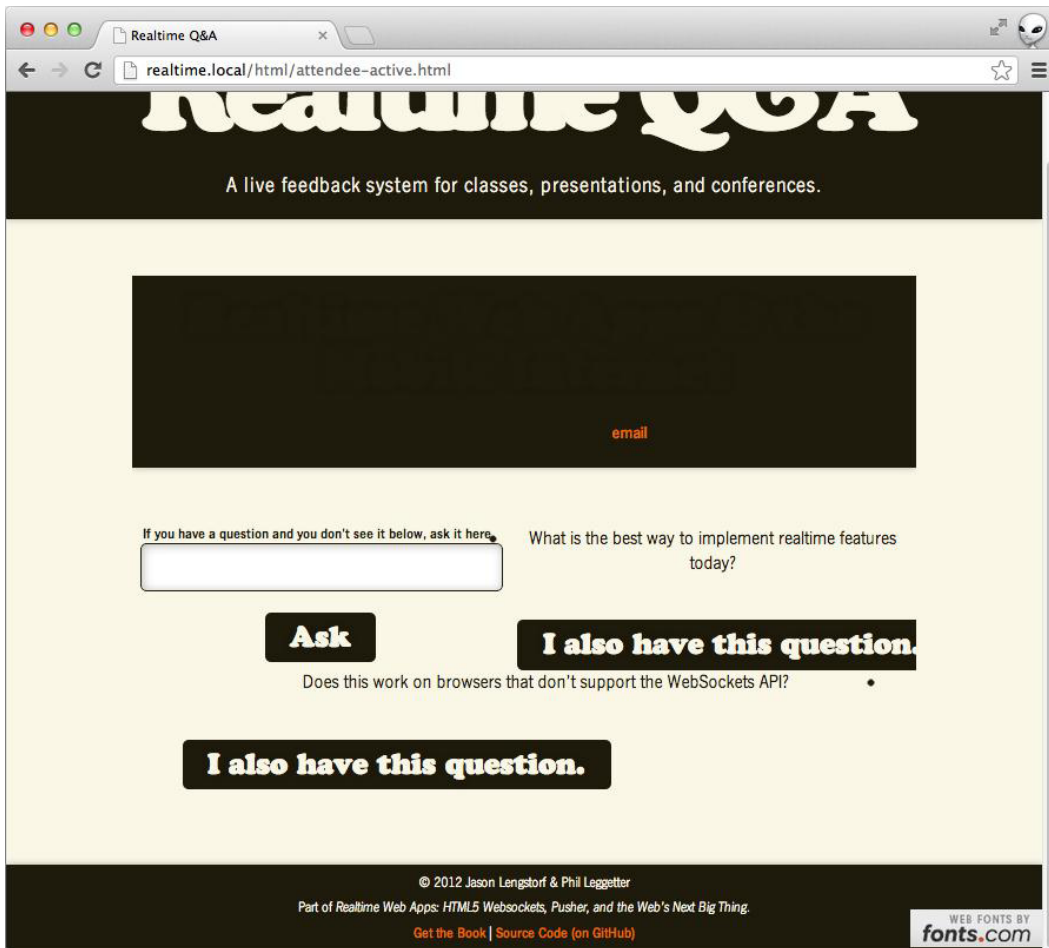 Realtime Q&A
realtime.local/html/attendee-active.html
Realtime Q&A
A live feedback system for classes, presentations, and conferences.
email
If you have a question and you don't see it below, ask it here
What is the best way to implement realtime features
today?
Ask
I also have this question.
Does this work on browsers that don't support the WebSockets API?
I also have this question.
© 2012 Jason Lengstorf & Phil Leggetter
Part of Realtime Web Apps: HTML5 Websockets, Pusher, and the Web's Next Big Thing.
Get the Book | Source Code (on GitHub)
WEB FONTS BY
fonts.com